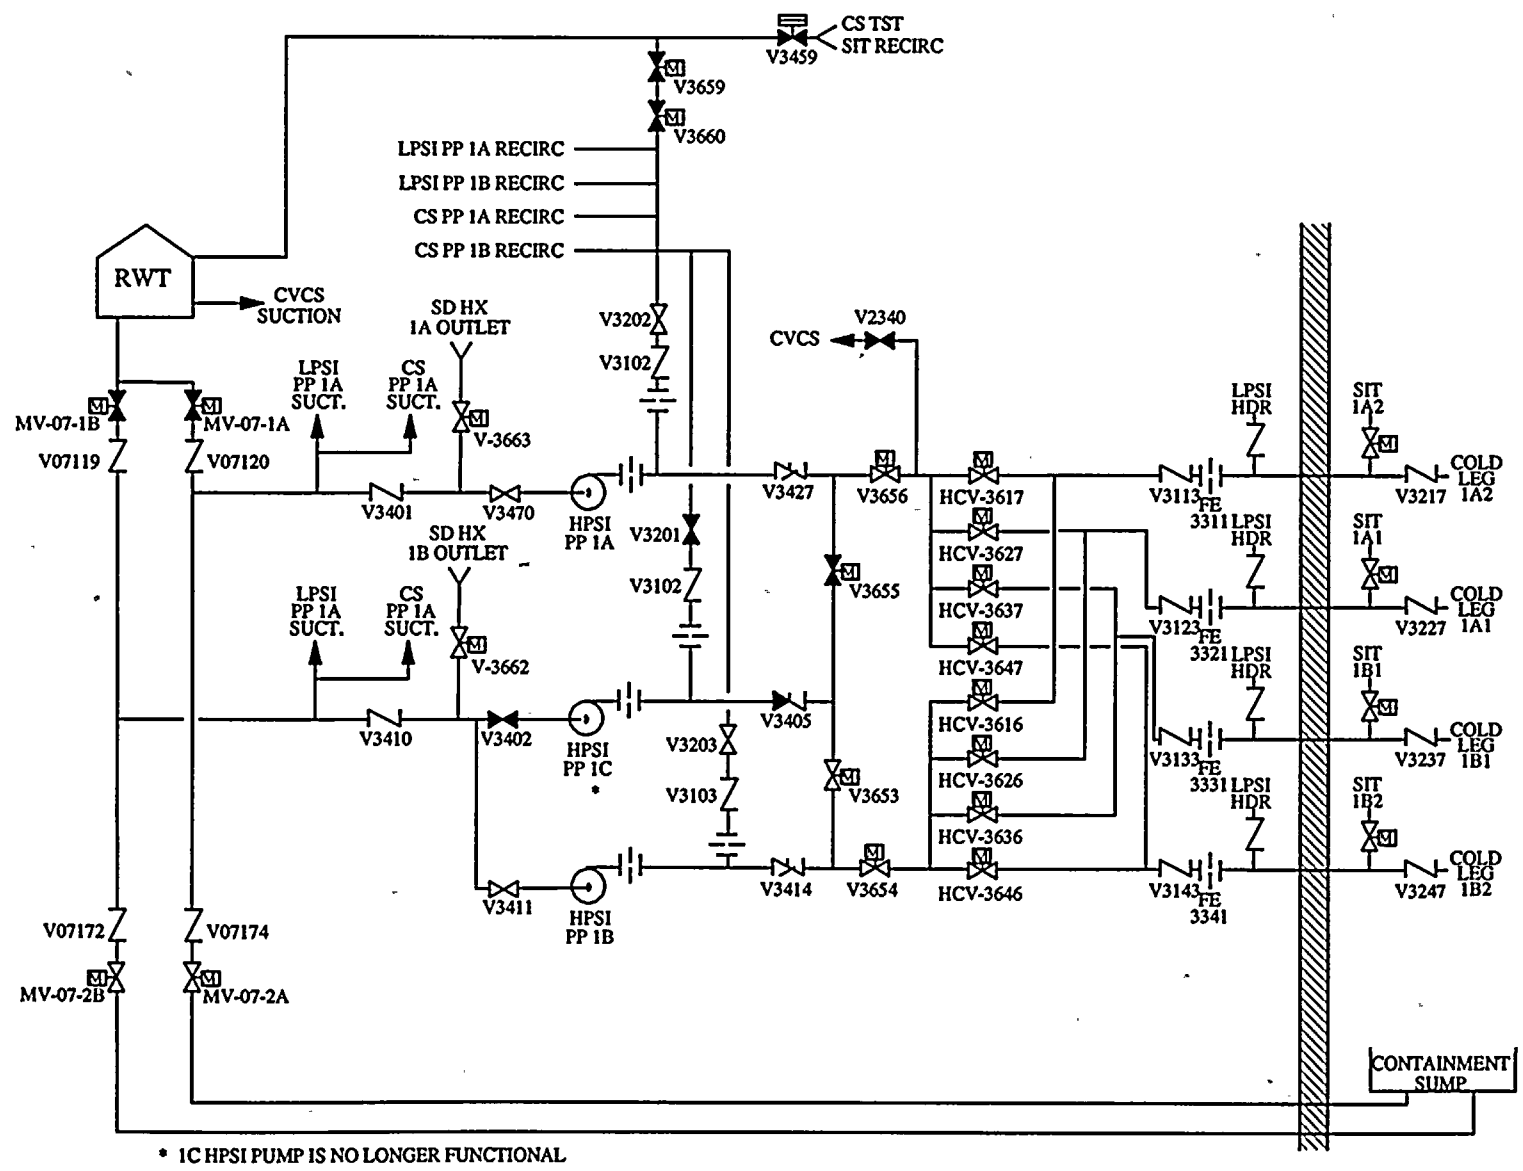 CS TST
SIT RECIRC
V3459
M
V3659
M
V3660
LPSI PP 1A RECIRC
LPSI PP 1B RECIRC
CS PP 1A RECIRC
CS PP 1B RECIRC
RWT
CVCS
SUCTION
SD HX
1A OUTLET
V3202
V3102
CVCS
V2340
LPSI
PP 1A
SUCT.
CS
PP 1A
SUCT.
M
V-3663
M
MV-07-1B
M
MV-07-1A
V07119
V07120
V3401
V3470
HPSI
PP 1A
V3427
M
V3656
M
HCV-3617
M
HCV-3627
M
HCV-3637
M
HCV-3647
M
HCV-3616
M
HCV-3626
M
HCV-3636
M
HCV-3646
LPSI
HDR
SIT
1A2
M
V3113
FE
3311
V3217
COLD
LEG
1A2
LPSI
HDR
SIT
1A1
M
V3123
FE
3321
V3227
COLD
LEG
1A1
LPSI
HDR
SIT
1B1
M
V3133
FE
3331
V3237
COLD
LEG
1B1
LPSI
HDR
SIT
1B2
M
V3143
FE
3341
V3247
COLD
LEG
1B2
SD HX
1B OUTLET
V3201
V3102
M
V3655
LPSI
PP 1A
SUCT.
CS
PP 1A
SUCT.
M
V-3662
V3410
V3402
HPSI
PP 1C
*
V3405
V3203
V3103
M
V3653
V3411
HPSI
PP 1B
V3414
M
V3654
V07172
V07174
M
MV-07-2B
M
MV-07-2A
CONTAINMENT
SUMP
* 1C HPSI PUMP IS NO LONGER FUNCTIONAL